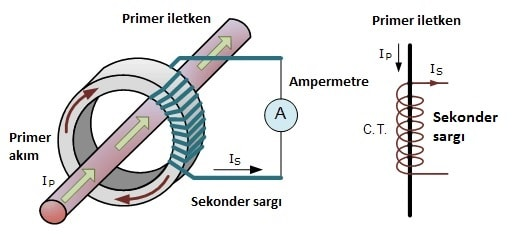 Primer iletken
Ampermetre
A
Primer
akım
IP
IS
Sekonder sargı
Primer iletken
IP
IS
C.T.
Sekonder
sargı